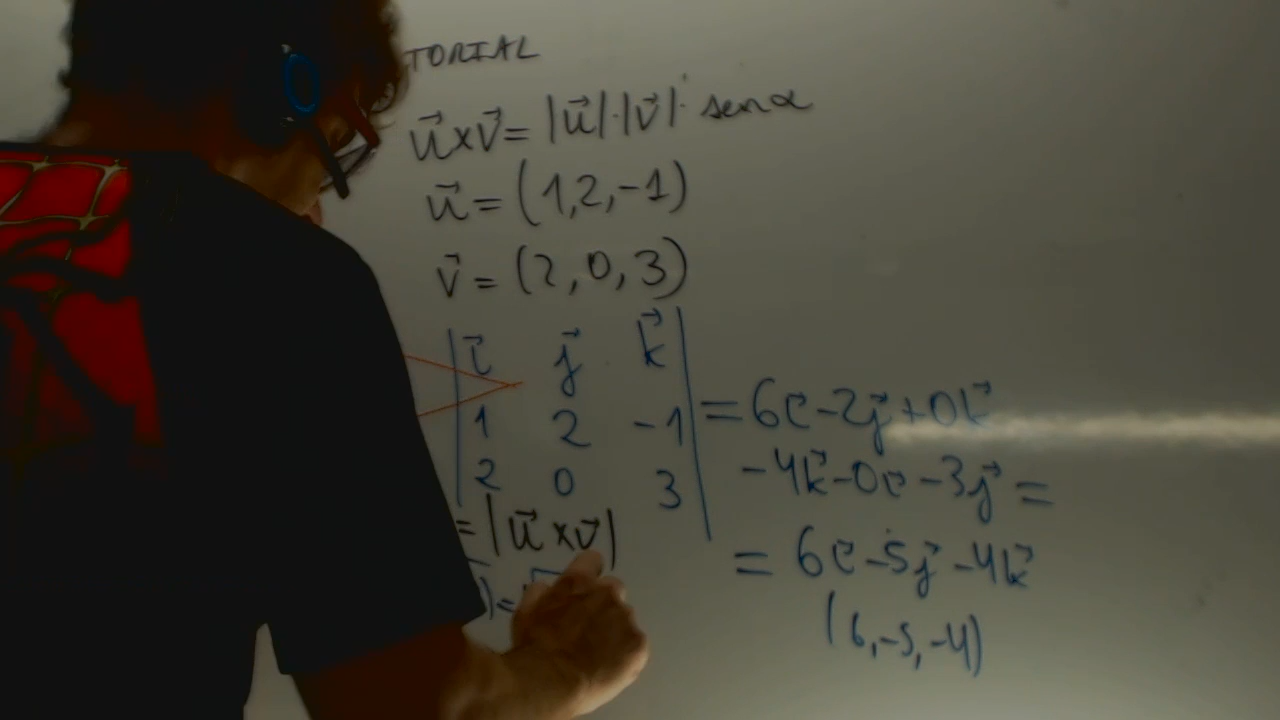 TORIAL
u⃗×v⃗=|u⃗|·|v⃗|·sen α
u⃗=(1,2,-1)
v⃗=(2,0,3)
|i⃗ j⃗ k⃗|
|1 2 -1| =6i⃗-2j⃗+0k⃗
|2 0 3| -4k⃗-0i⃗-3j⃗=
=|u⃗×v⃗|
=6i⃗-5j⃗-4k⃗
)=√
(6,-5,-4)